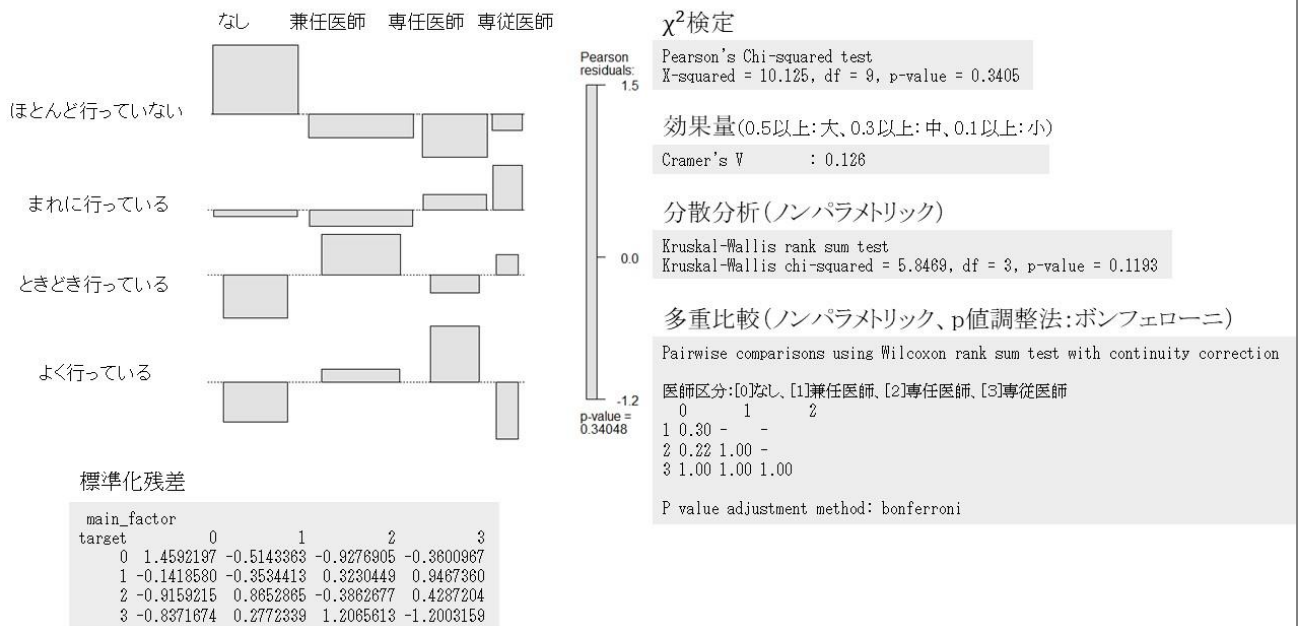 なし 兼任医師 専任医師 専従医師
ほとんど行っていない
まれに行っている
ときどき行っている
よく行っている
Pearson
residuals:
1.5
0.0
-1.2
p-value =
0.34048
標準化残差
main_factor
target 0 1 2 3
0 1.4592197 -0.5143363 -0.9276905 -0.3600967
1 -0.1418580 -0.3534413 0.3230449 0.9467360
2 -0.9159215 0.8652865 -0.3862677 0.4287204
3 -0.8371674 0.2772339 1.2065613 -1.2003159
χ²検定
Pearson's Chi-squared test
X-squared = 10.125, df = 9, p-value = 0.3405
効果量(0.5以上:大、0.3以上:中、0.1以上:小)
Cramer's V : 0.126
分散分析(ノンパラメトリック)
Kruskal-Wallis rank sum test
Kruskal-Wallis chi-squared = 5.8469, df = 3, p-value = 0.1193
多重比較(ノンパラメトリック、p値調整法:ボンフェローニ)
Pairwise comparisons using Wilcoxon rank sum test with continuity correction
医師区分:[0]なし、[1]兼任医師、[2]専任医師、[3]専従医師
0 1 2
1 0.30 - -
2 0.22 1.00 -
3 1.00 1.00 1.00
P value adjustment method: bonferroni